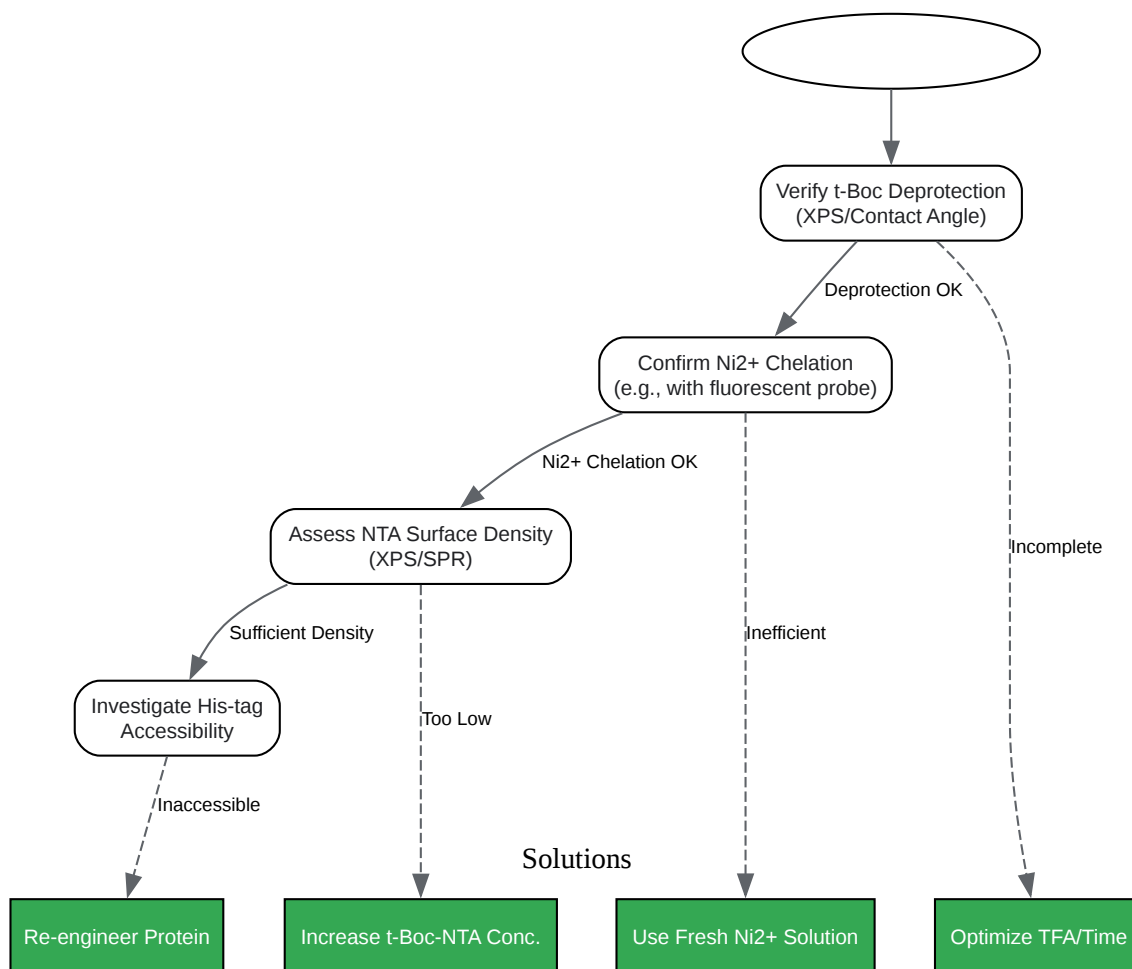 Verify t-Boc Deprotection
(XPS/Contact Angle)
Deprotection OK
Confirm Ni2+ Chelation
(e.g., with fluorescent probe)
Ni2+ Chelation OK
Assess NTA Surface Density
(XPS/SPR)
Incomplete
Sufficient Density
Inefficient
Investigate His-tag
Accessibility
Too Low
Inaccessible
Solutions
Re-engineer Protein
Increase t-Boc-NTA Conc.
Use Fresh Ni2+ Solution
Optimize TFA/Time